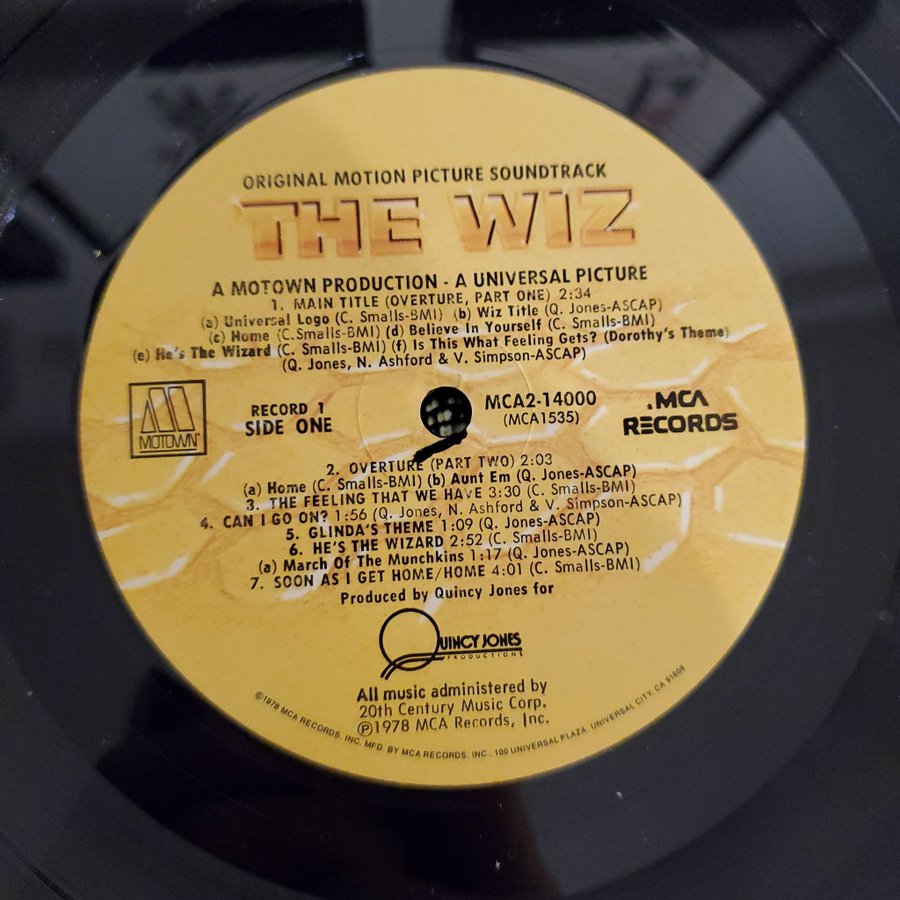 ORIGINAL MOTION PICTURE SOUNDTRACK
THE WIZ
A MOTOWN PRODUCTION - A UNIVERSAL PICTURE
1. MAIN TITLE (OVERTURE, PART ONE) 2:34
(a) Universal Logo (C. Smalls-BMI) (b) Wiz Title (Q. Jones-ASCAP)
(c) Home (C.Smalls-BMI) (d) Believe In Yourself (C. Smalls-BMI)
(e) He's The Wizard (C. Smalls-BMI) (f) Is This What Feeling Gets? (Dorothy's Theme)
(Q. Jones, N. Ashford & V. Simpson-ASCAP)
MOTOWN
RECORD 1
SIDE ONE
MCA2-14000
(MCA1535)
.MCA
RECORDS
2. OVERTURE (PART TWO) 2:03
(a) Home (C. Smalls-BMI) (b) Aunt Em (Q. Jones-ASCAP)
3. THE FEELING THAT WE HAVE 3:30 (C. Smalls-BMI)
4. CAN I GO ON? 1:56 (Q. Jones, N. Ashford & V. Simpson-ASCAP)
5. GLINDA'S THEME 1:09 (Q. Jones-ASCAP)
6. HE'S THE WIZARD 2:52 (C. Smalls-BMI)
(a) March Of The Munchkins 1:17 (Q. Jones-ASCAP)
7. SOON AS I GET HOME/HOME 4:01 (C. Smalls-BMI)
Produced by Quincy Jones for
QUINCY JONES
PRODUCTIONS
All music administered by
20th Century Music Corp.
Ⓟ1978 MCA Records, Inc.
©1978 MCA RECORDS, INC. MFD. BY MCA RECORDS, INC., 100 UNIVERSAL PLAZA, UNIVERSAL CITY, CA 91608